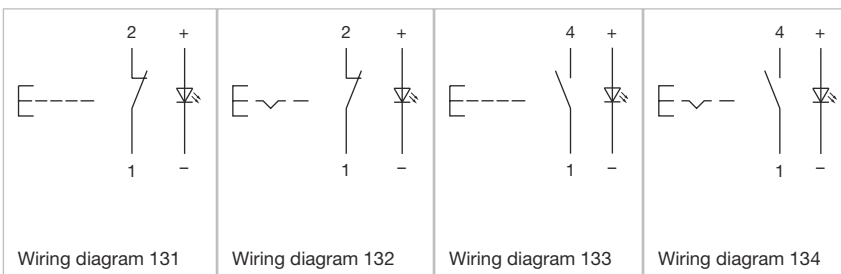 2 +
1 –
Wiring diagram 131
2 +
1 –
Wiring diagram 132
4 +
1 –
Wiring diagram 133
4 +
1 –
Wiring diagram 134